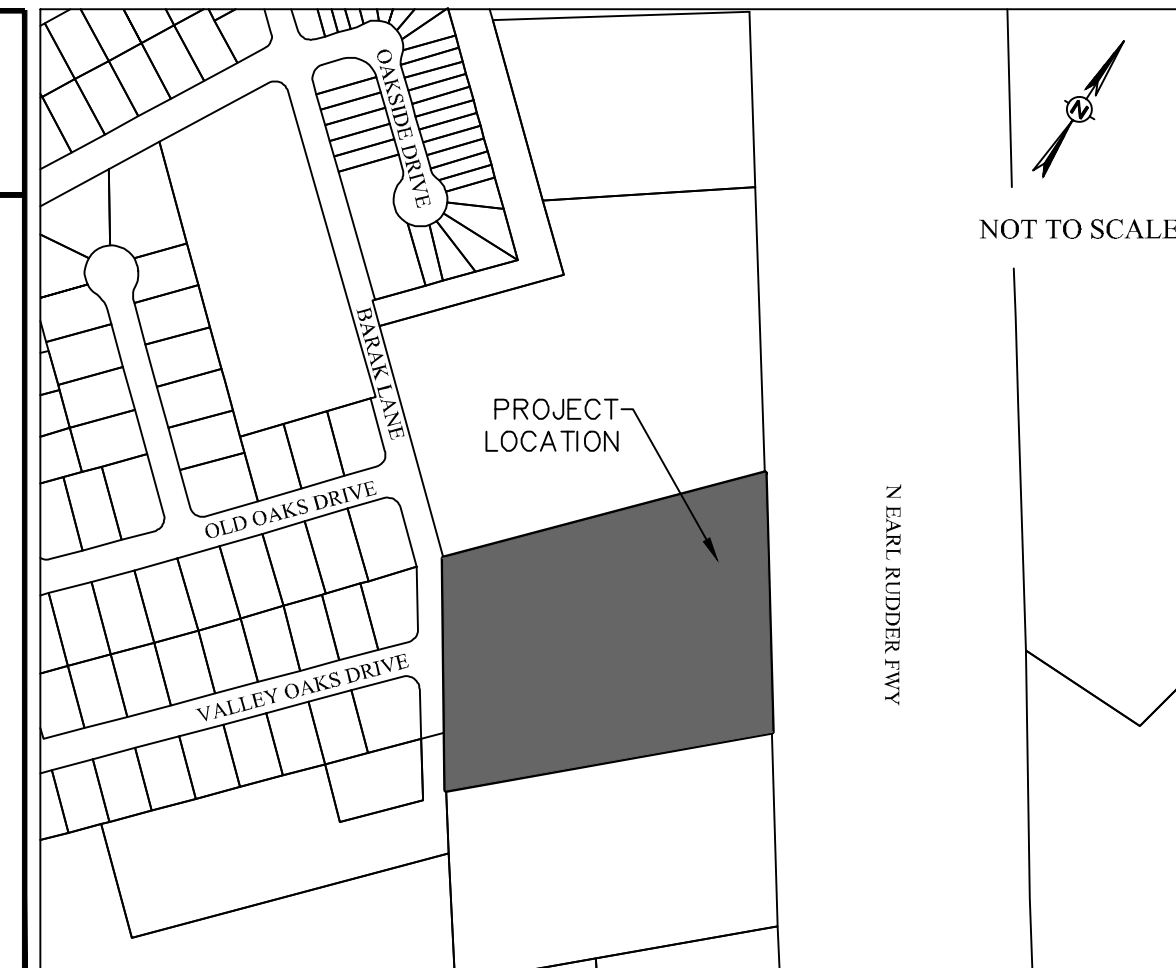 OAKSIDE DRIVE
N
NOT TO SCALE
BARAK LANE
PROJECT
LOCATION
OLD OAKS DRIVE
N EARL RUDDER FWY
VALLEY OAKS DRIVE